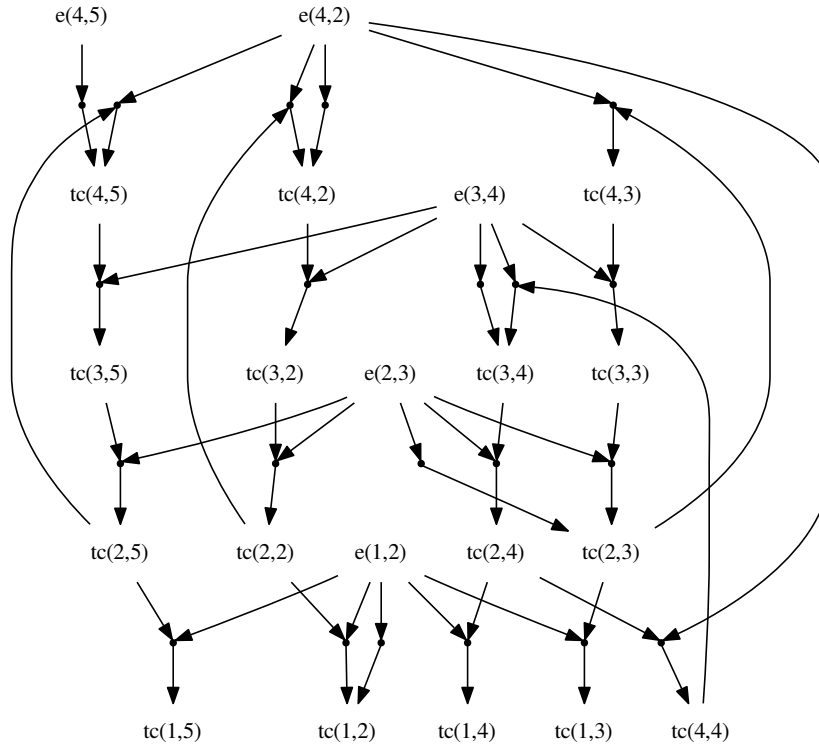 e(4,5) e(4,2)
tc(4,5) tc(4,2) e(3,4) tc(4,3)
tc(3,5) tc(3,2) e(2,3) tc(3,4) tc(3,3)
tc(2,5) tc(2,2) e(1,2) tc(2,4) tc(2,3)
tc(1,5) tc(1,2) tc(1,4) tc(1,3) tc(4,4)